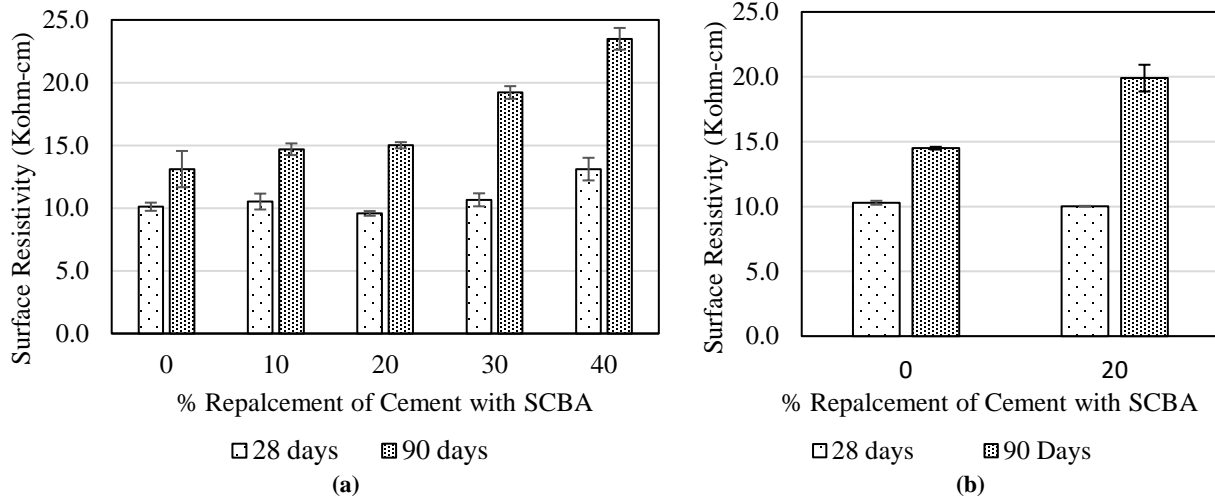 Surface Resistivity (Kohm-cm)
25.0
20.0
15.0
10.0
5.0
0.0
0 10 20 30 40
% Repalcement of Cement with SCBA
28 days 90 days
(a)
Surface Resistivity (Kohm-cm)
25.0
20.0
15.0
10.0
5.0
0.0
0 20
% Repalcement of Cement with SCBA
28 days 90 Days
(b)